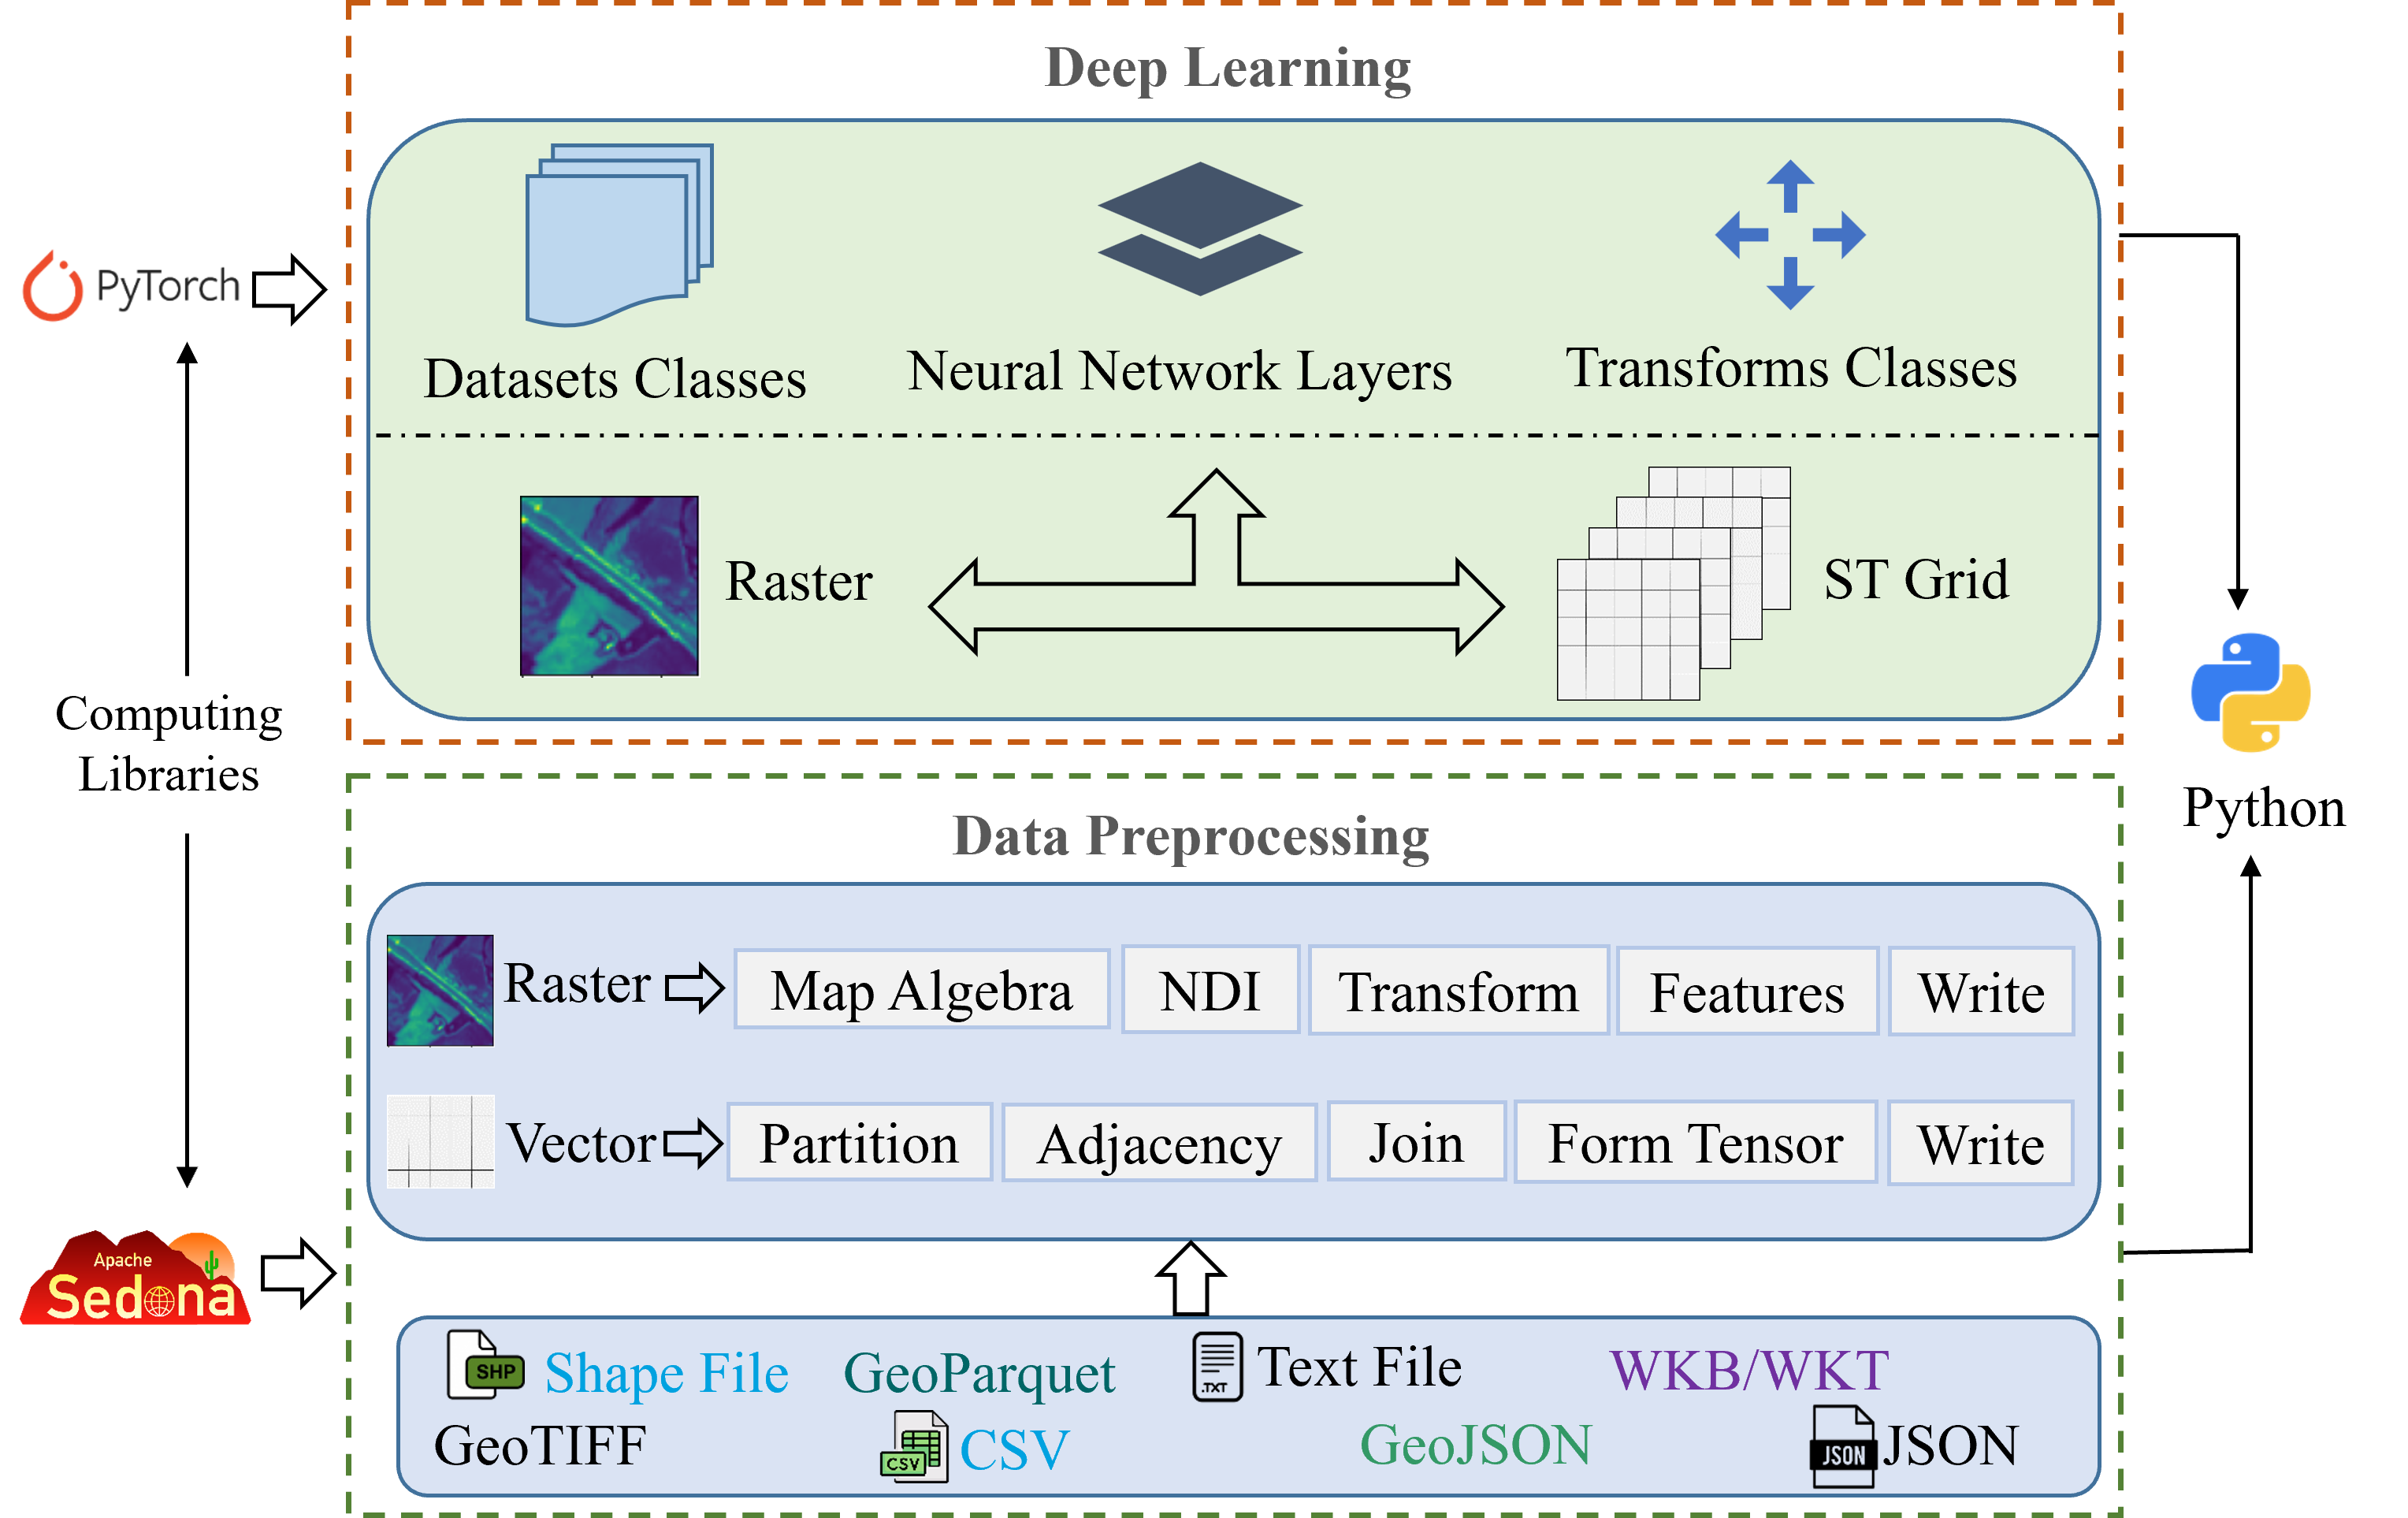 Deep Learning
PyTorch
Datasets Classes
Neural Network Layers
Transforms Classes
Raster
ST Grid
Computing
Libraries
Python
Data Preprocessing
Raster
Map Algebra
NDI
Transform
Features
Write
Vector
Partition
Adjacency
Join
Form Tensor
Write
Apache
Sedona
SHP
Shape File
GeoParquet
.TXT
Text File
WKB/WKT
GeoTIFF
CSV
CSV
GeoJSON
JSON
JSON